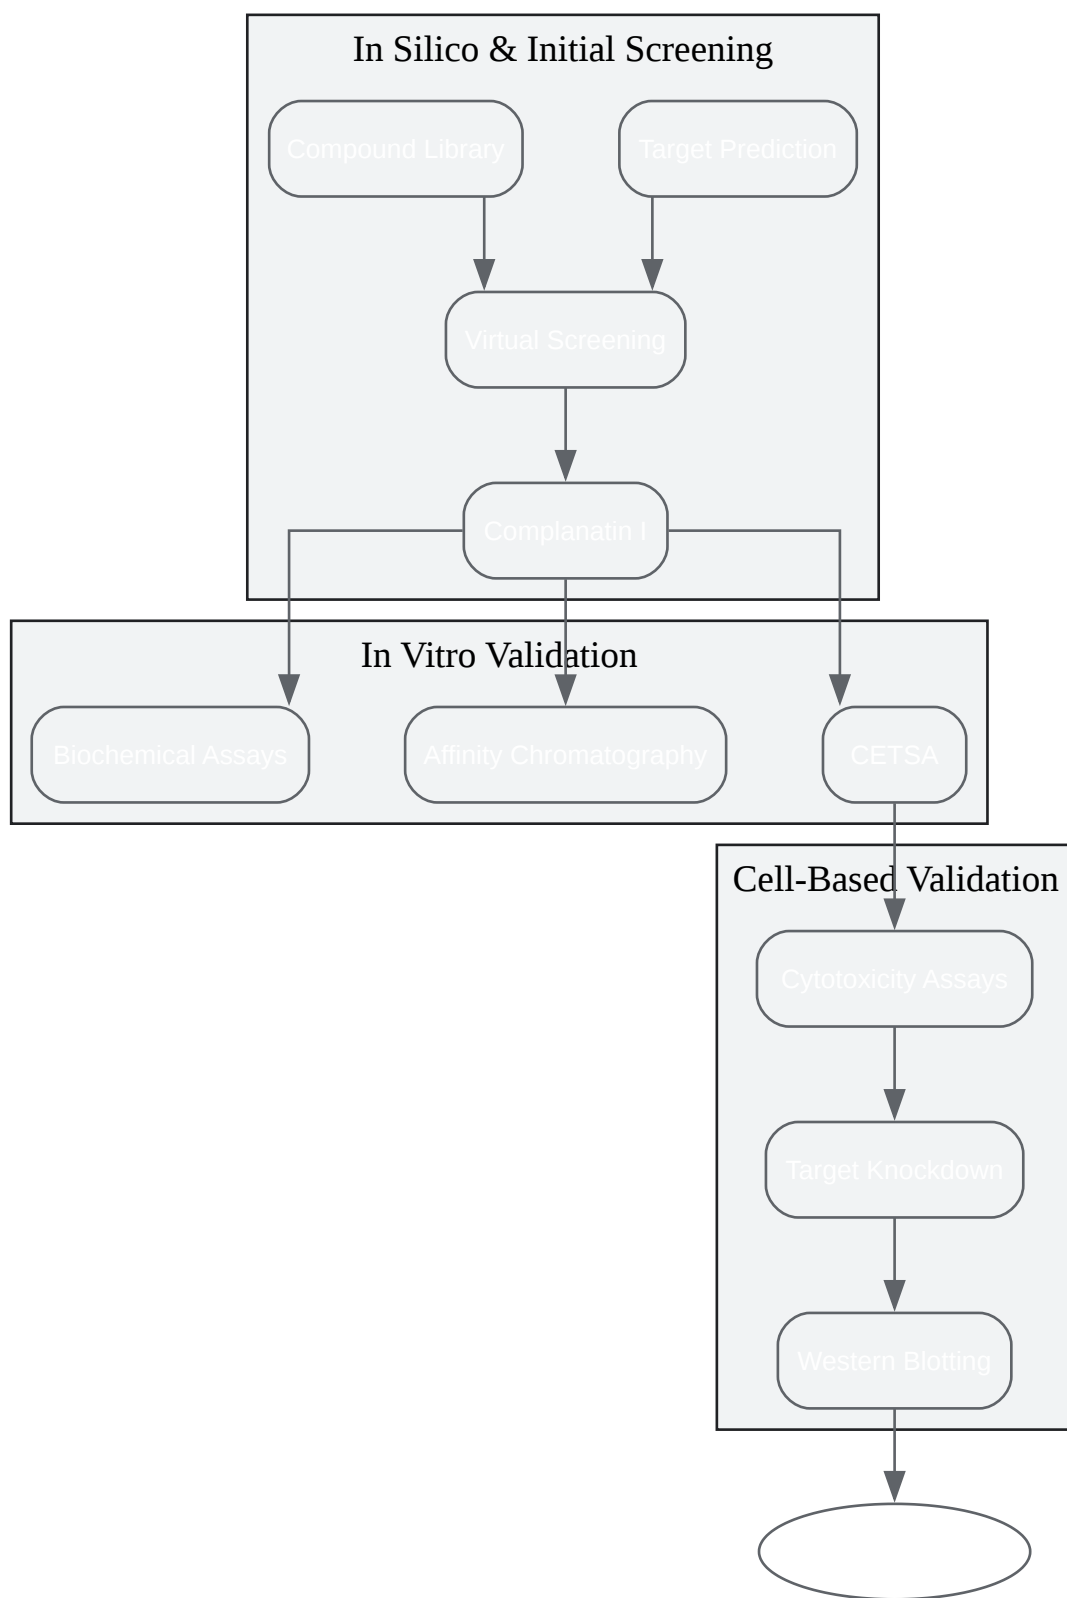 In Silico & Initial Screening
Compound Library
Target Prediction
Virtual Screening
Complanatin I
In Vitro Validation
Biochemical Assays
Affinity Chromatography
CETSA
Cell-Based Validation
Cytotoxicity Assays
Target Knockdown
Western Blotting